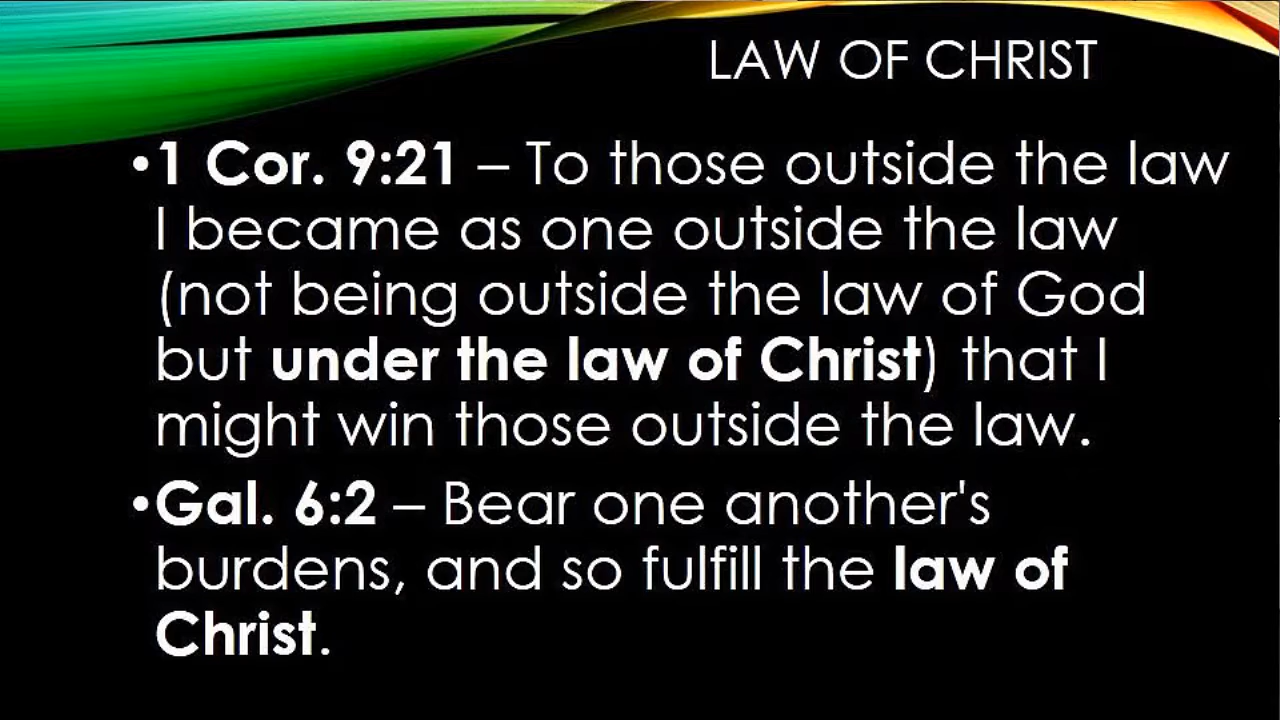 LAW OF CHRIST
•1 Cor. 9:21 – To those outside the law
I became as one outside the law
(not being outside the law of God
but under the law of Christ) that I
might win those outside the law.
•Gal. 6:2 – Bear one another's
burdens, and so fulfill the law of
Christ.